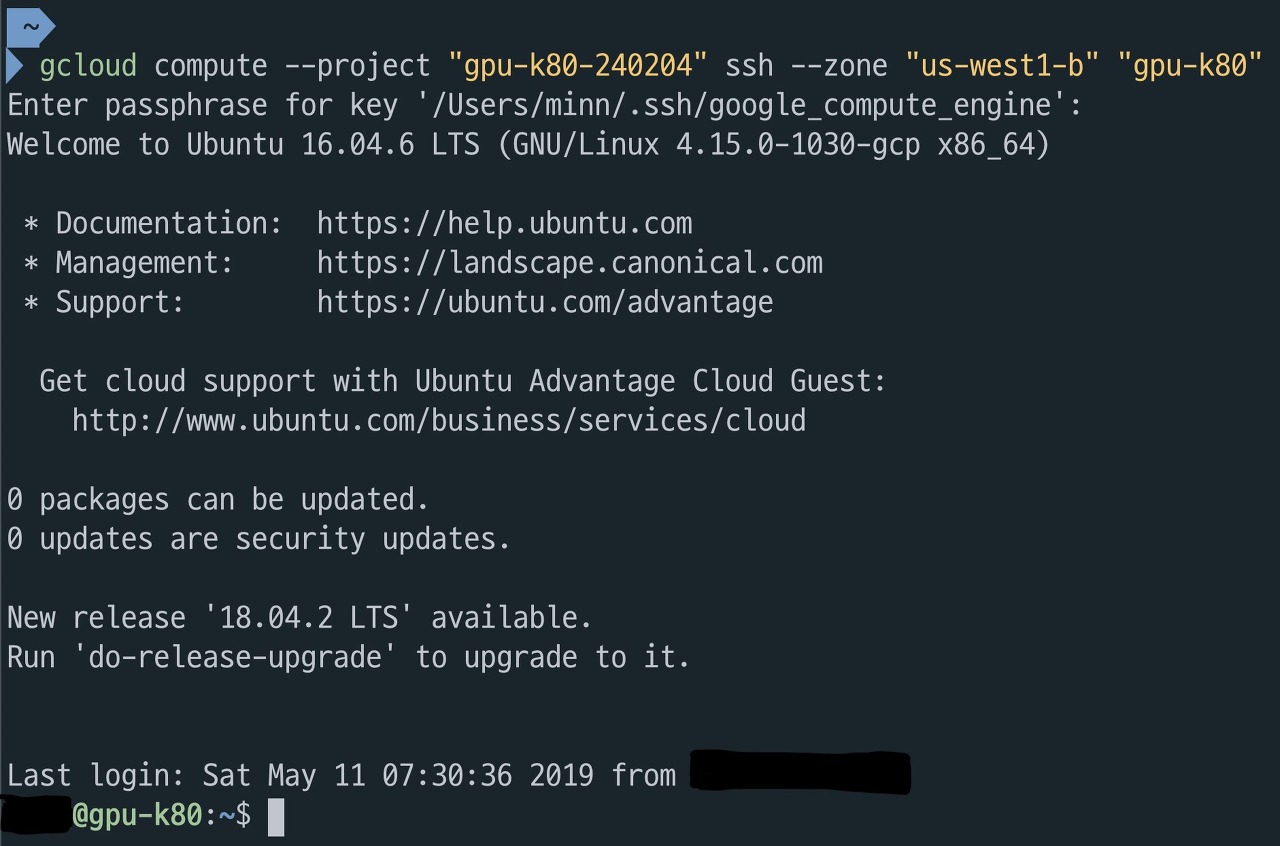 ~
gcloud compute --project "gpu-k80-240204" ssh --zone "us-west1-b" "gpu-k80"
Enter passphrase for key '/Users/minn/.ssh/google_compute_engine':
Welcome to Ubuntu 16.04.6 LTS (GNU/Linux 4.15.0-1030-gcp x86_64)
* Documentation:  https://help.ubuntu.com
* Management:     https://landscape.canonical.com
* Support:        https://ubuntu.com/advantage
Get cloud support with Ubuntu Advantage Cloud Guest:
http://www.ubuntu.com/business/services/cloud
0 packages can be updated.
0 updates are security updates.
New release '18.04.2 LTS' available.
Run 'do-release-upgrade' to upgrade to it.
Last login: Sat May 11 07:30:36 2019 from
@gpu-k80:~$